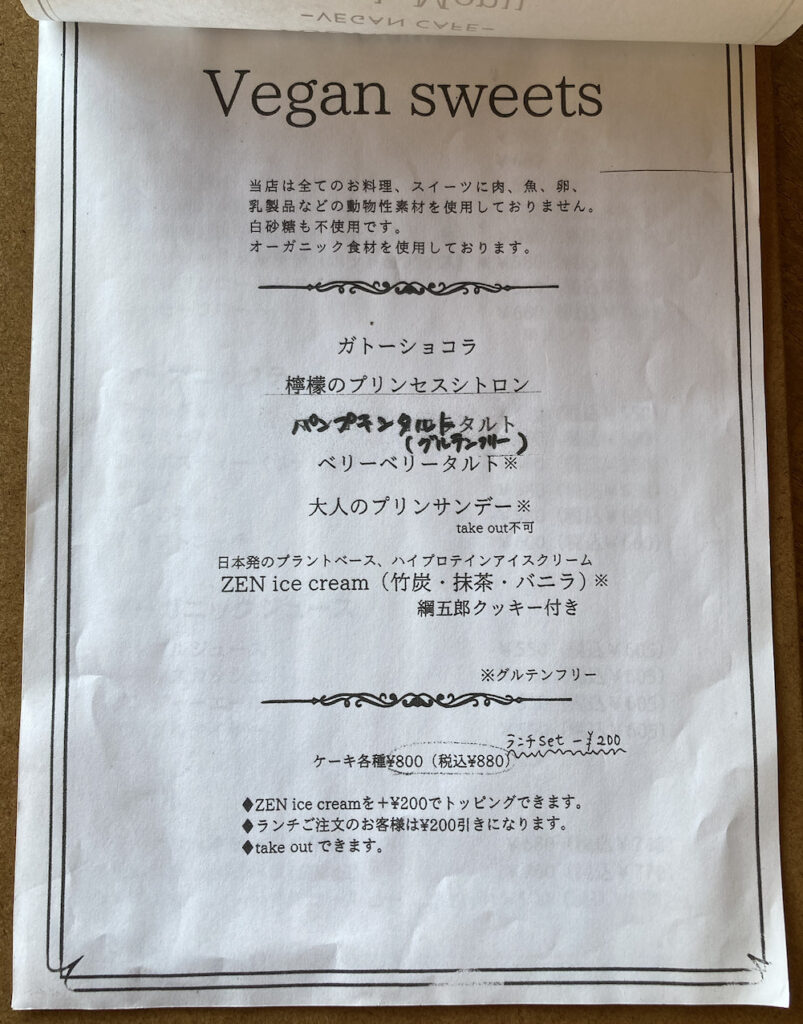 -VEGAN CAFE-
Vegan sweets
当店は全てのお料理、スイーツに肉、魚、卵、
乳製品などの動物性素材を使用しておりません。
白砂糖も不使用です。
オーガニック食材を使用しております。
ガトーショコラ
檸檬のプリンセスシトロン
パンプキンタルトタルト
(グルテンフリー)
ベリーベリータルト※
大人のプリンサンデー※
take out不可
日本発のプラントベース、ハイプロテインアイスクリーム
ZEN ice cream（竹炭・抹茶・バニラ）※
綱五郎クッキー付き
※グルテンフリー
ランチset -¥200
ケーキ各種¥800（税込¥880）
♦ZEN ice creamを＋¥200でトッピングできます。
♦ランチご注文のお客様は¥200引きになります。
♦take out できます。